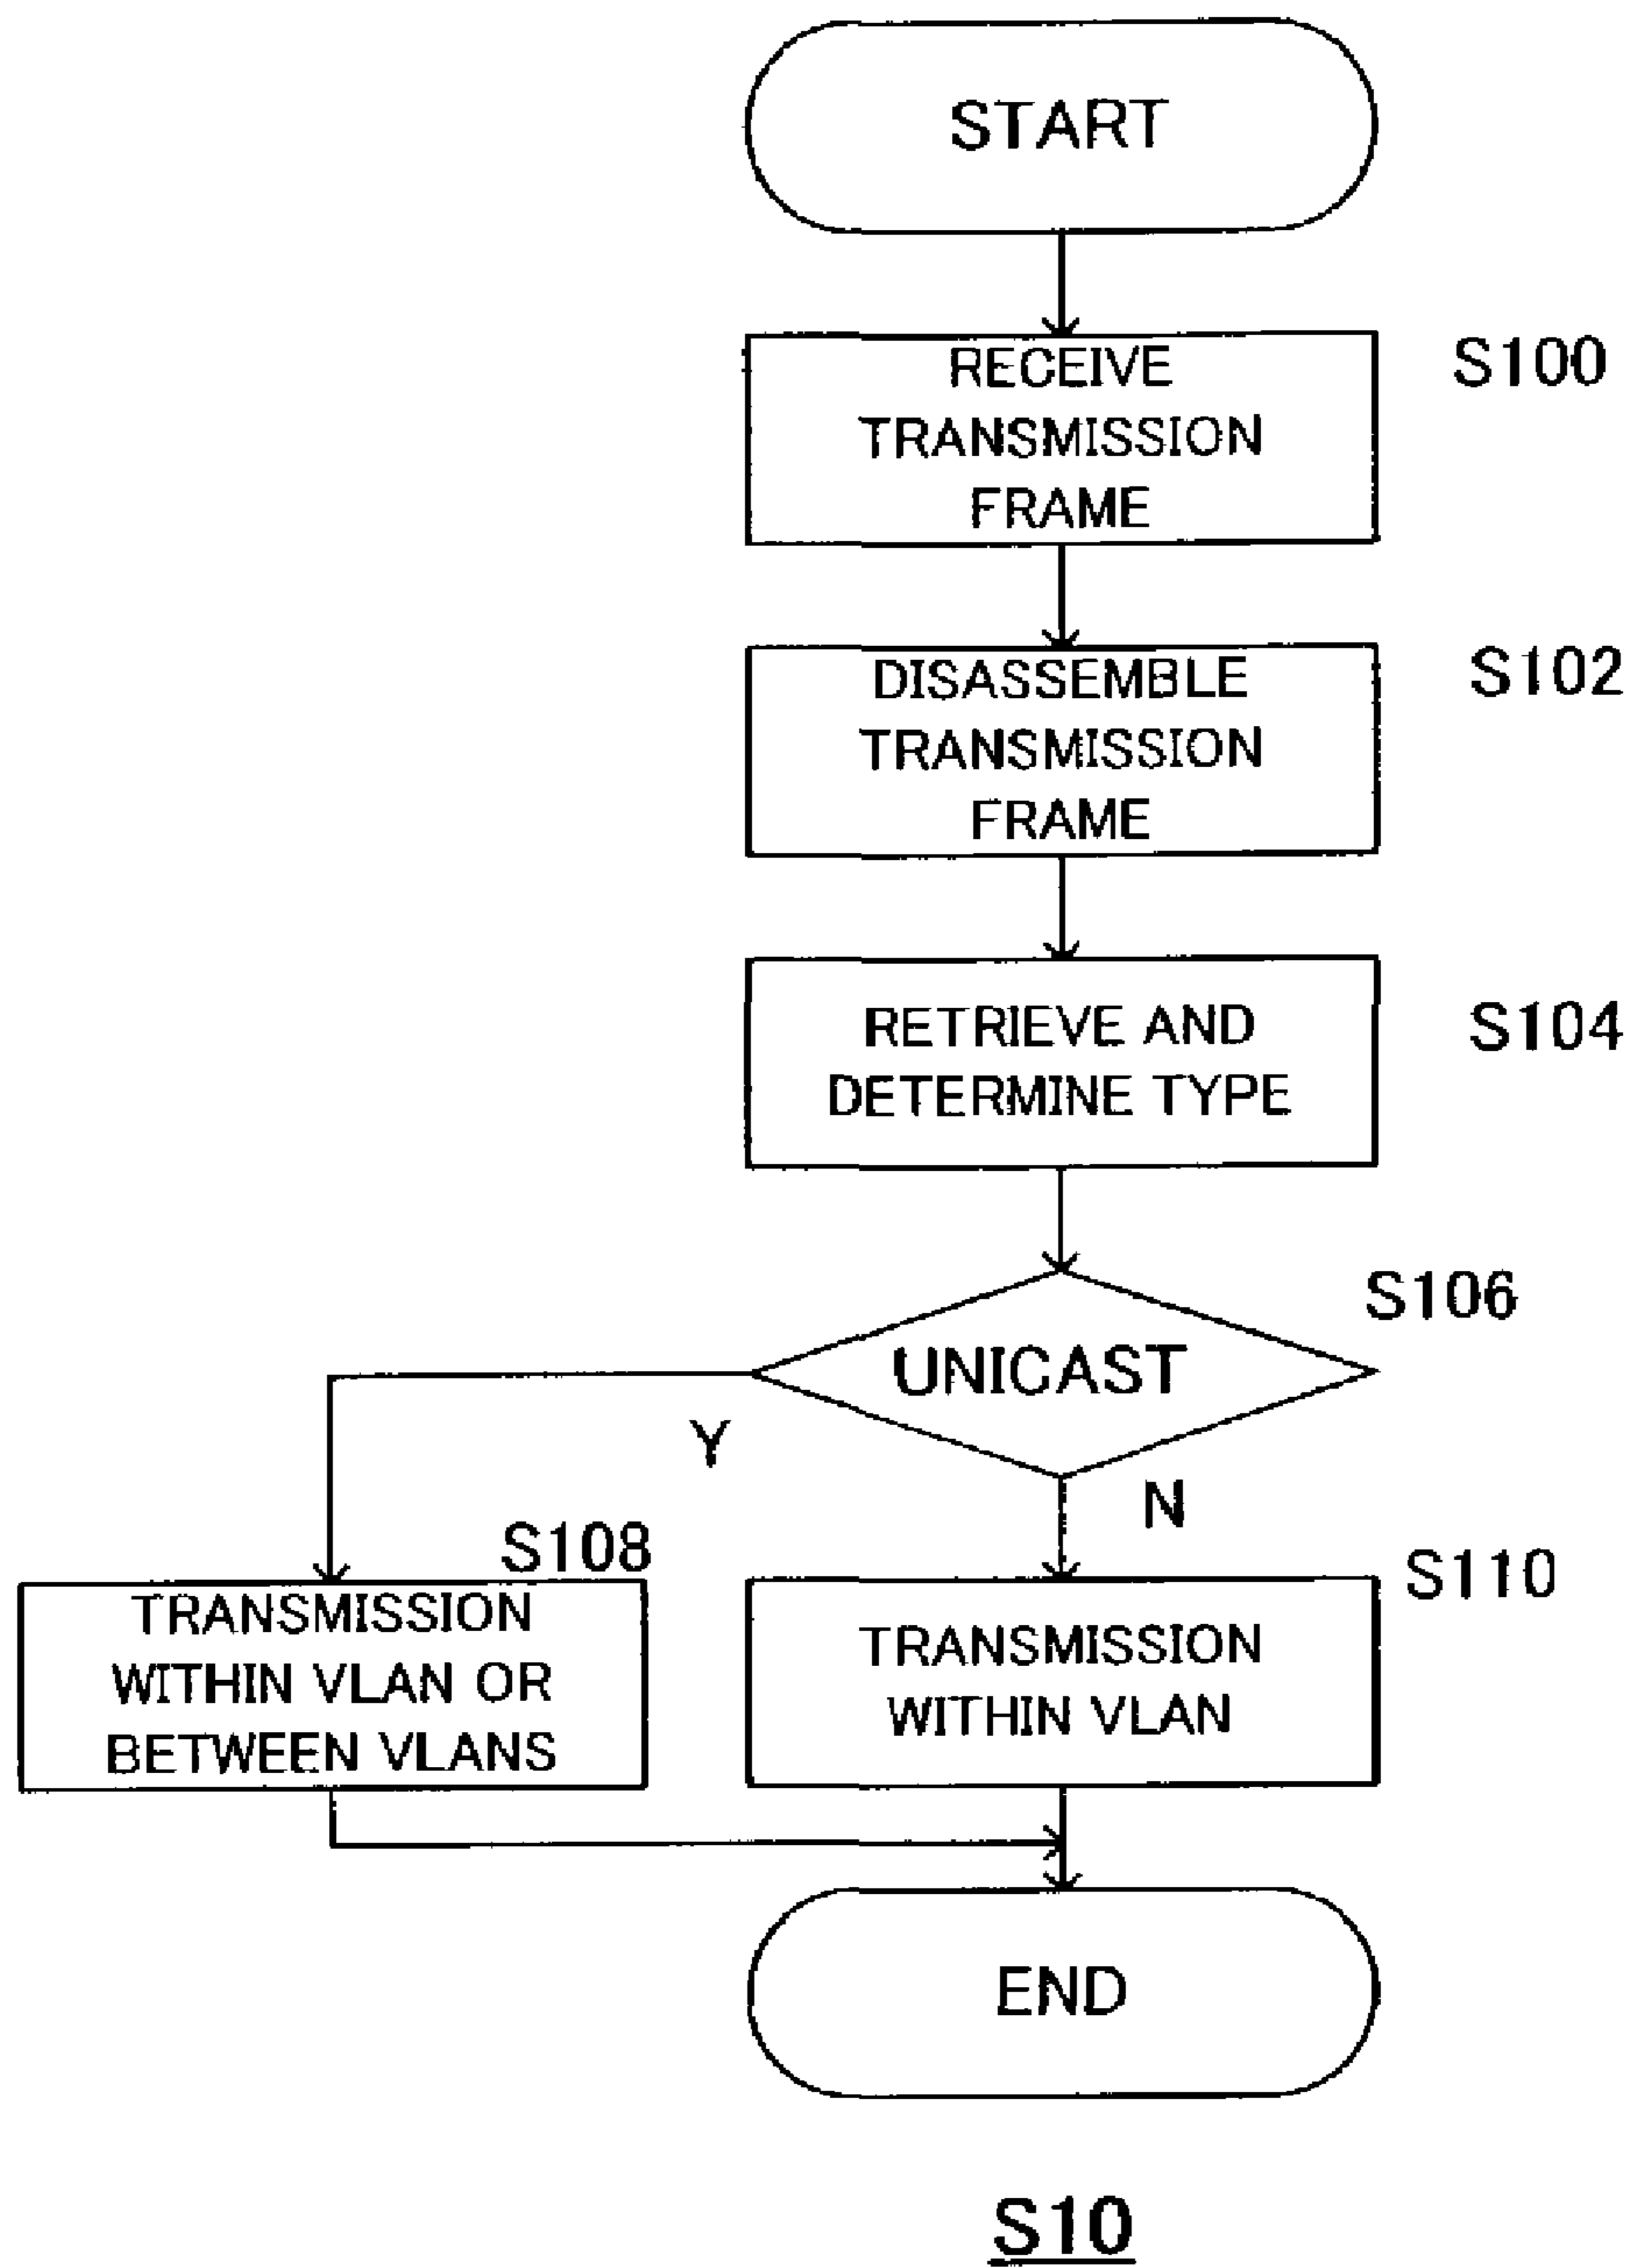 START
RECEIVE
TRANSMISSION
FRAME
S100
DISASSEMBLE
TRANSMISSION
FRAME
S102
RETRIEVE AND
DETERMINE TYPE
S104
UNICAST
S106
Y
N
S108
TRANSMISSION
WITHIN VLAN OR
BETWEEN VLANS
S110
TRANSMISSION
WITHIN VLAN
END
S10